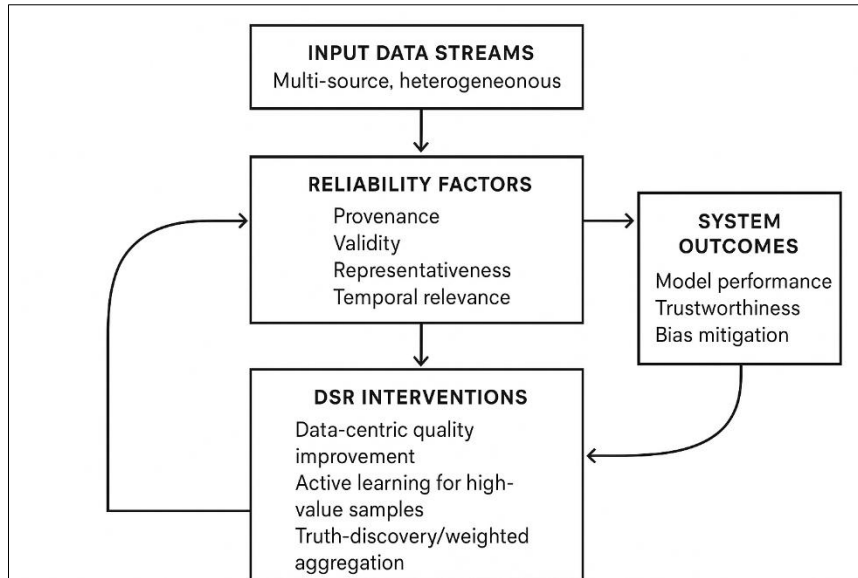 INPUT DATA STREAMS
Multi-source, heterogeneonous
RELIABILITY FACTORS
Provenance
Validity
Representativeness
Temporal relevance
SYSTEM
OUTCOMES
Model performance
Trustworthiness
Bias mitigation
DSR INTERVENTIONS
Data-centric quality
improvement
Active learning for high-
value samples
Truth-discovery/weighted
aggregation